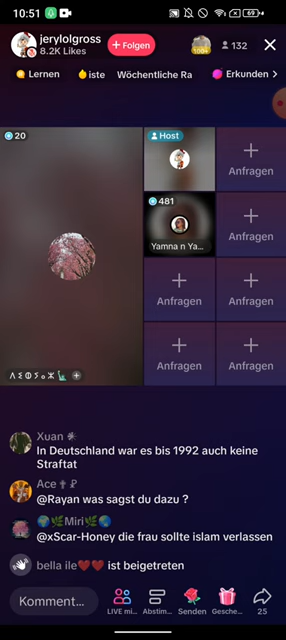 10:51
jerylolgross
8.2K Likes
+ Folgen
100+
132
Lernen
iste
Wöchentliche Ra
Erkunden >
20
Host
481
Yamna n Ya...
Anfragen
Anfragen
Anfragen
Anfragen
Anfragen
Anfragen
Xuan
In Deutschland war es bis 1992 auch keine
Straftat
Ace
@Rayan was sagst du dazu ?
Miri
@xScar-Honey die frau sollte islam verlassen
bella ile ist beigetreten
Komment...
LIVE mi...
Abstim...
Senden
Gesche...
25